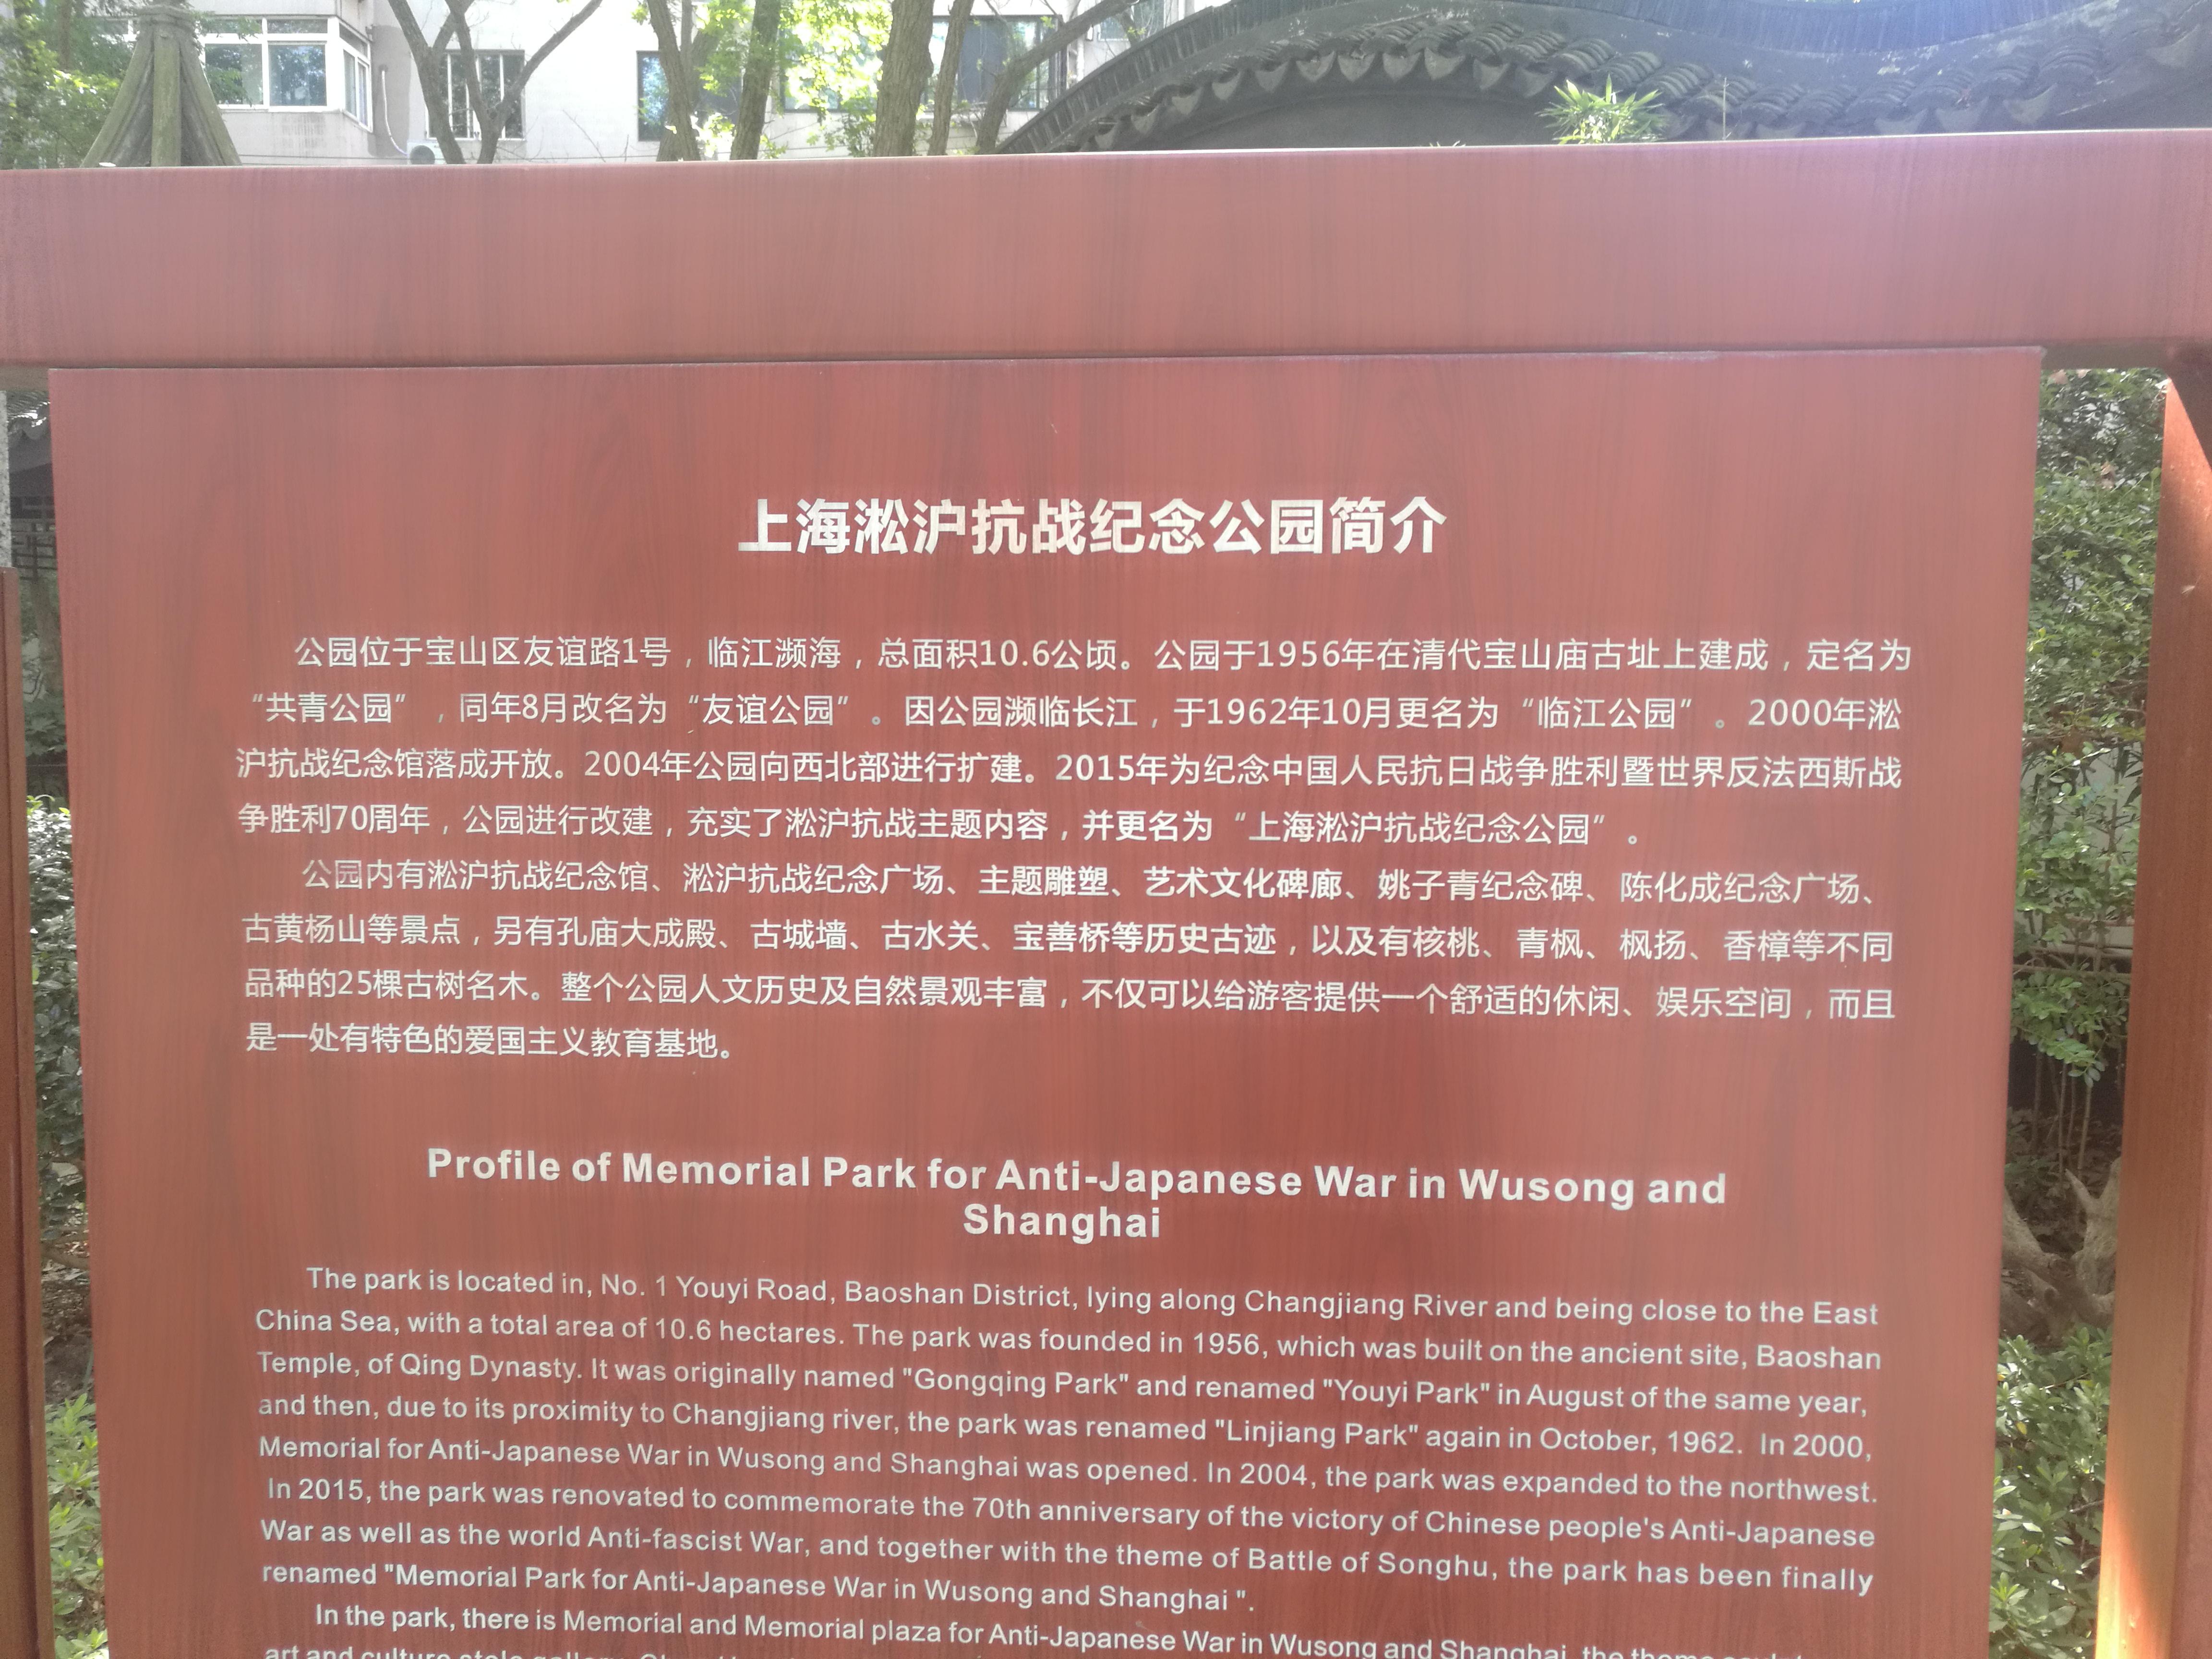 上海淞沪抗战纪念公园简介
公园位于宝山区友谊路1号，临江濒海，总面积10.6公顷。公园于1956年在清代宝山庙古址上建成，定名为
“共青公园”，同年8月改名为“友谊公园”。因公园濒临长江，于1962年10月更名为“临江公园”。2000年淞
沪抗战纪念馆落成开放。2004年公园向西北部进行扩建。2015年为纪念中国人民抗日战争胜利暨世界反法西斯战
争胜利70周年，公园进行改建，充实了淞沪抗战主题内容，并更名为“上海淞沪抗战纪念公园”。
公园内有淞沪抗战纪念馆、淞沪抗战纪念广场、主题雕塑、艺术文化碑廊、姚子青纪念碑、陈化成纪念广场、
古黄杨山等景点，另有孔庙大成殿、古城墙、古水关、宝善桥等历史古迹，以及有核桃、青枫、枫扬、香樟等不同
品种的25棵古树名木。整个公园人文历史及自然景观丰富，不仅可以给游客提供一个舒适的休闲、娱乐空间，而且
是一处有特色的爱国主义教育基地。
Profile of Memorial Park for Anti-Japanese War in Wusong and
Shanghai
The park is located in, No. 1 Youyi Road, Baoshan District, lying along Changjiang River and being close to the East
China Sea, with a total area of 10.6 hectares. The park was founded in 1956, which was built on the ancient site, Baoshan
Temple, of Qing Dynasty. It was originally named "Gongqing Park" and renamed "Youyi Park" in August of the same year,
and then, due to its proximity to Changjiang river, the park was renamed "Linjiang Park" again in October, 1962. In 2000,
Memorial for Anti-Japanese War in Wusong and Shanghai was opened. In 2004, the park was expanded to the northwest.
In 2015, the park was renovated to commemorate the 70th anniversary of the victory of Chinese people's Anti-Japanese
War as well as the world Anti-fascist War, and together with the theme of Battle of Songhu, the park has been finally
renamed "Memorial Park for Anti-Japanese War in Wusong and Shanghai ".
In the park, there is Memorial and Memorial plaza for Anti-Japanese War in Wusong and Shanghai, the theme
art and culture